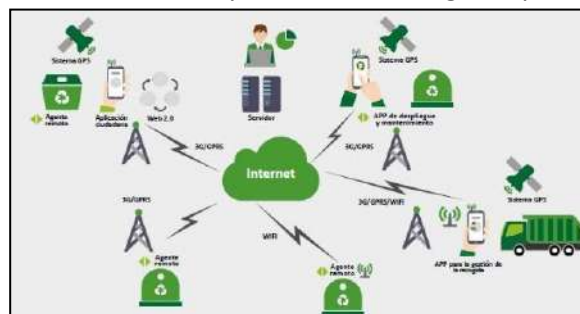 Sistema GPS
Agente
remoto
Aplicación
ciudadana
Web 2.0
Servidor
Sistema GPS
APP de despliegue
y mantenimiento
3G/GPRS
3G/GPRS
Internet
Sistema GPS
3G/GPRS
WIFI
3G/GPRS/WIFI
Agente
remoto
Agente
remoto
APP para la gestión de
la recogida